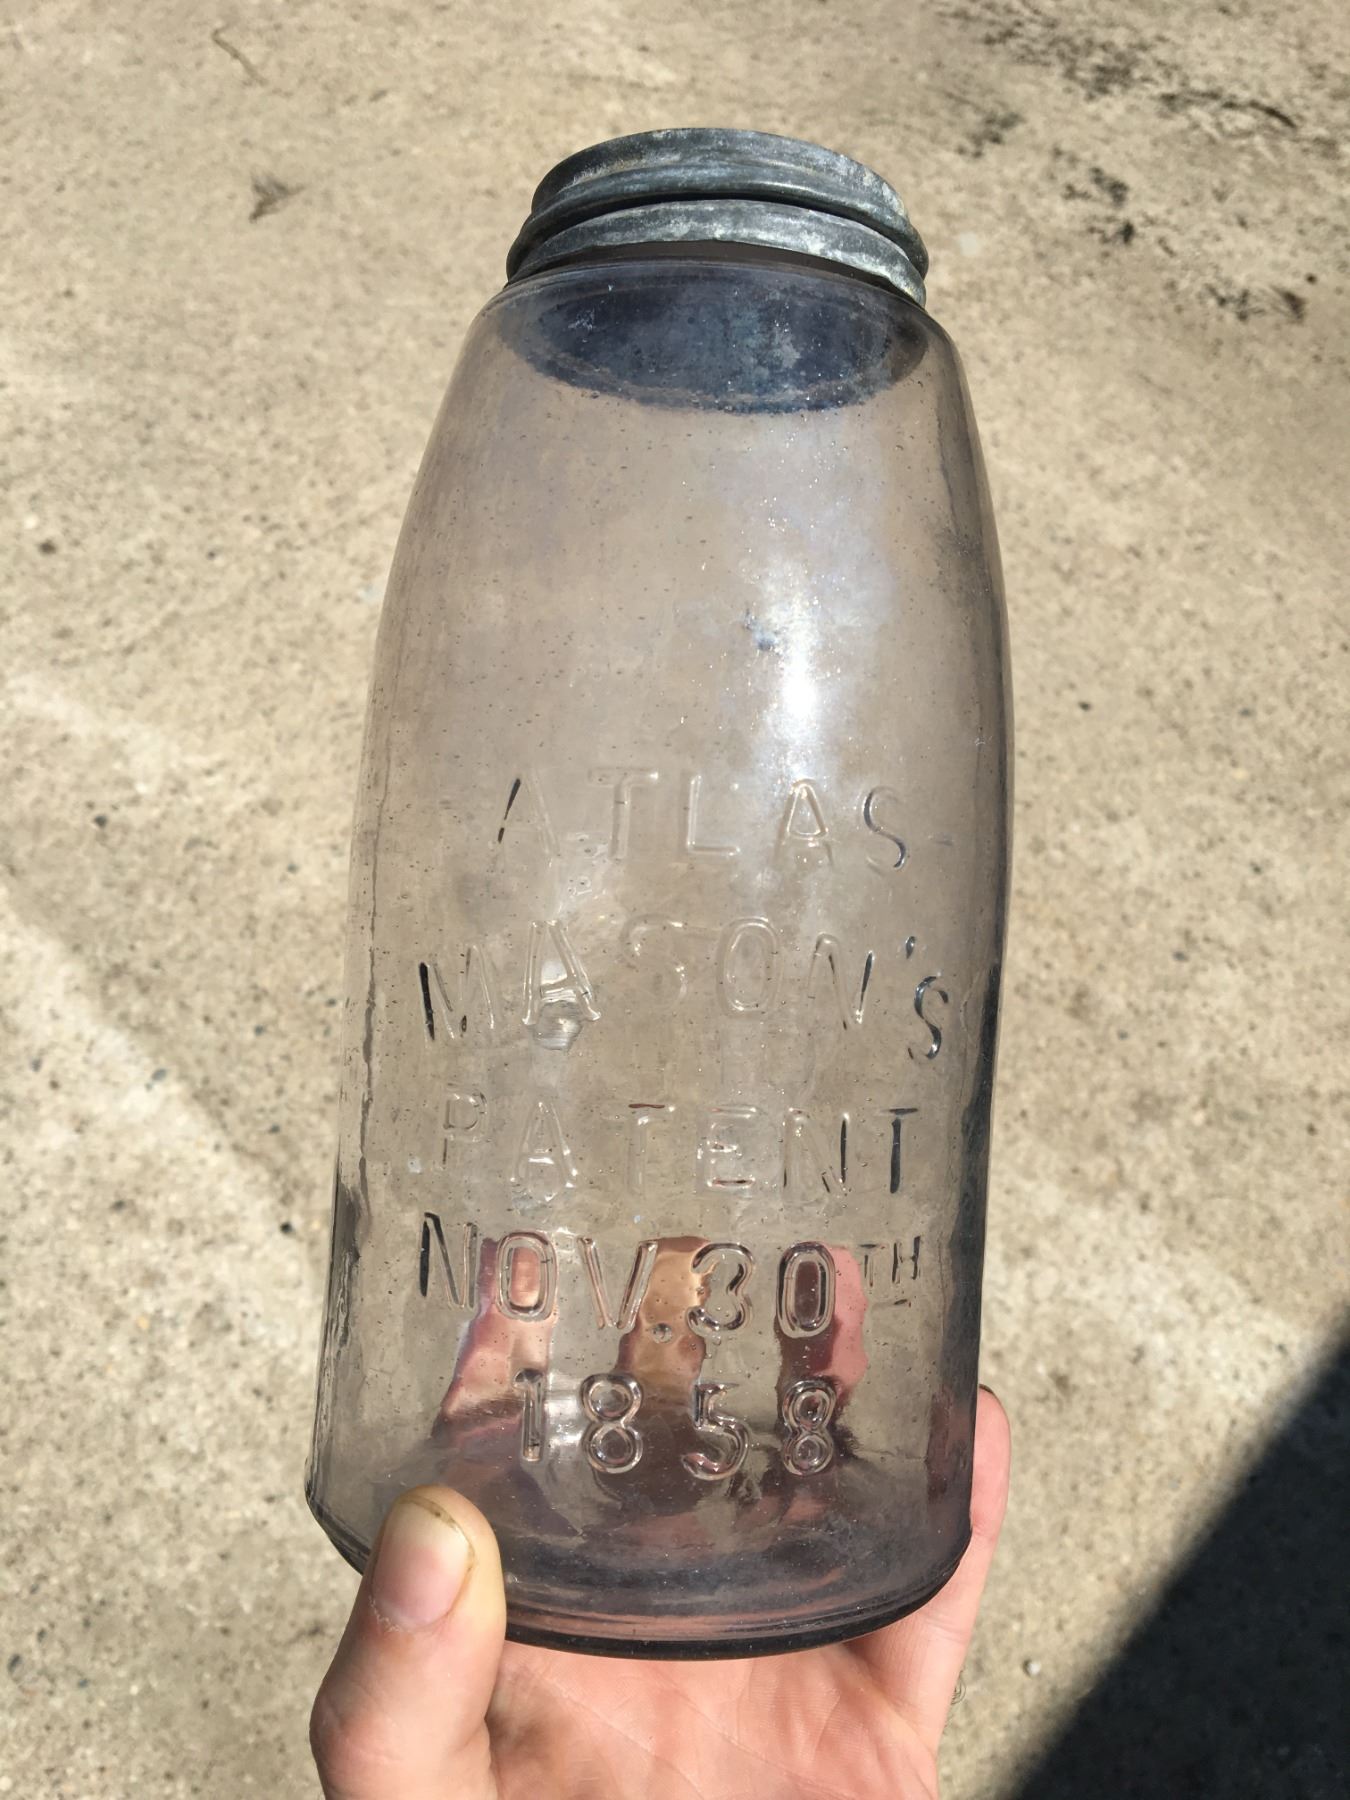 ATLAS
MASON'S
PATENT
NOV.30TH
1858